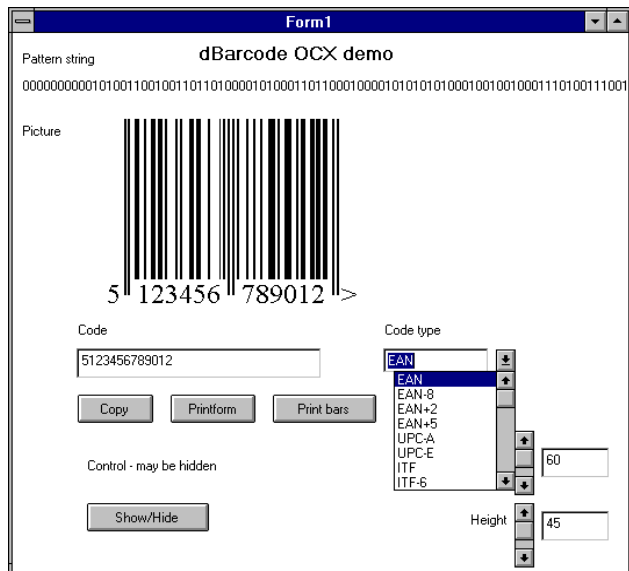 Form1
dBarcode OCX demo
Pattern string
000000000010100110010011011010000101000110110001000010101010100010010010001110100111001
Picture
5 123456 789012 >
Code
Code type
5123456789012
EAN
EAN
EAN-8
EAN+2
EAN+5
UPC-A
UPC-E
ITF
ITF-6
Copy
Printform
Print bars
Control - may be hidden
60
Show/Hide
Height
45